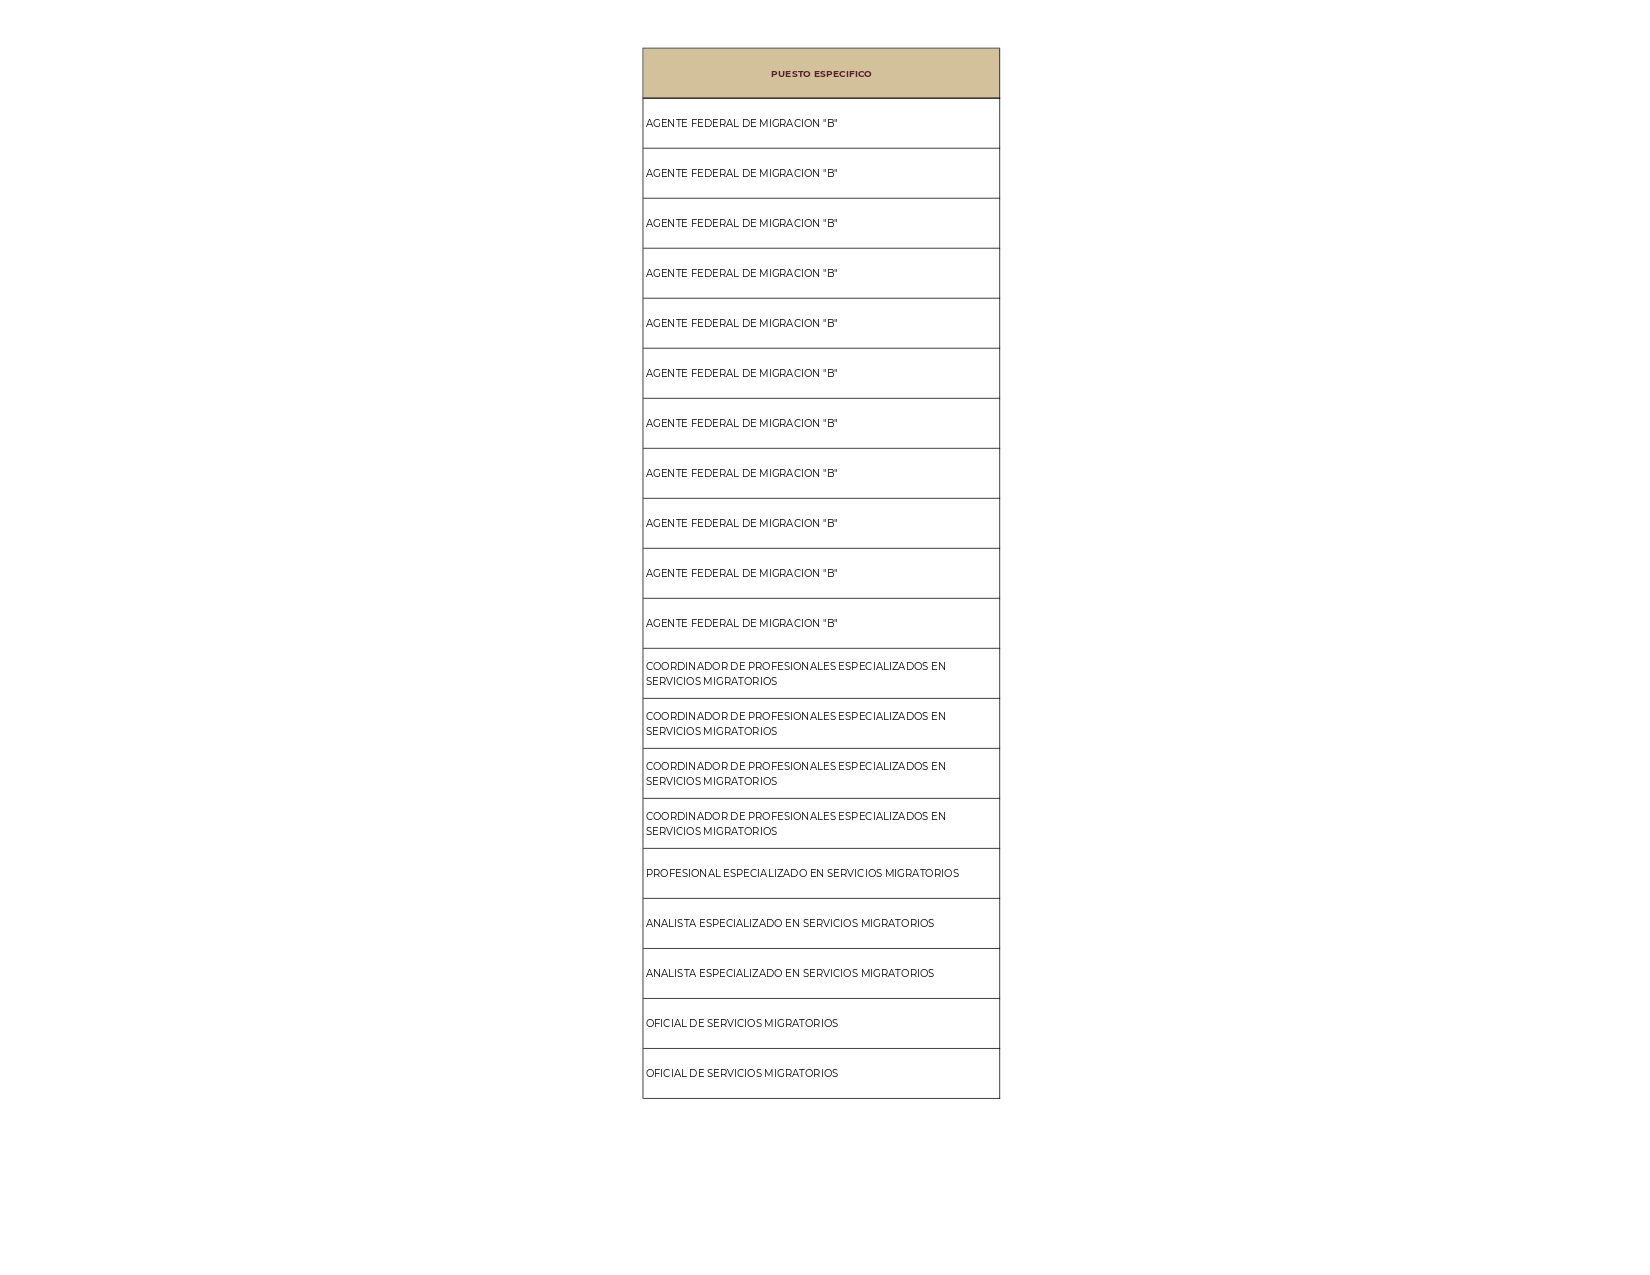 PUESTO ESPECIFICO
AGENTE FEDERAL DE MIGRACION "B"
AGENTE FEDERAL DE MIGRACION "B"
AGENTE FEDERAL DE MIGRACION "B"
AGENTE FEDERAL DE MIGRACION "B"
AGENTE FEDERAL DE MIGRACION "B"
AGENTE FEDERAL DE MIGRACION "B"
AGENTE FEDERAL DE MIGRACION "B"
AGENTE FEDERAL DE MIGRACION "B"
AGENTE FEDERAL DE MIGRACION "B"
AGENTE FEDERAL DE MIGRACION "B"
AGENTE FEDERAL DE MIGRACION "B"
COORDINADOR DE PROFESIONALES ESPECIALIZADOS EN
SERVICIOS MIGRATORIOS
COORDINADOR DE PROFESIONALES ESPECIALIZADOS EN
SERVICIOS MIGRATORIOS
COORDINADOR DE PROFESIONALES ESPECIALIZADOS EN
SERVICIOS MIGRATORIOS
COORDINADOR DE PROFESIONALES ESPECIALIZADOS EN
SERVICIOS MIGRATORIOS
PROFESIONAL ESPECIALIZADO EN SERVICIOS MIGRATORIOS
ANALISTA ESPECIALIZADO EN SERVICIOS MIGRATORIOS
ANALISTA ESPECIALIZADO EN SERVICIOS MIGRATORIOS
OFICIAL DE SERVICIOS MIGRATORIOS
OFICIAL DE SERVICIOS MIGRATORIOS